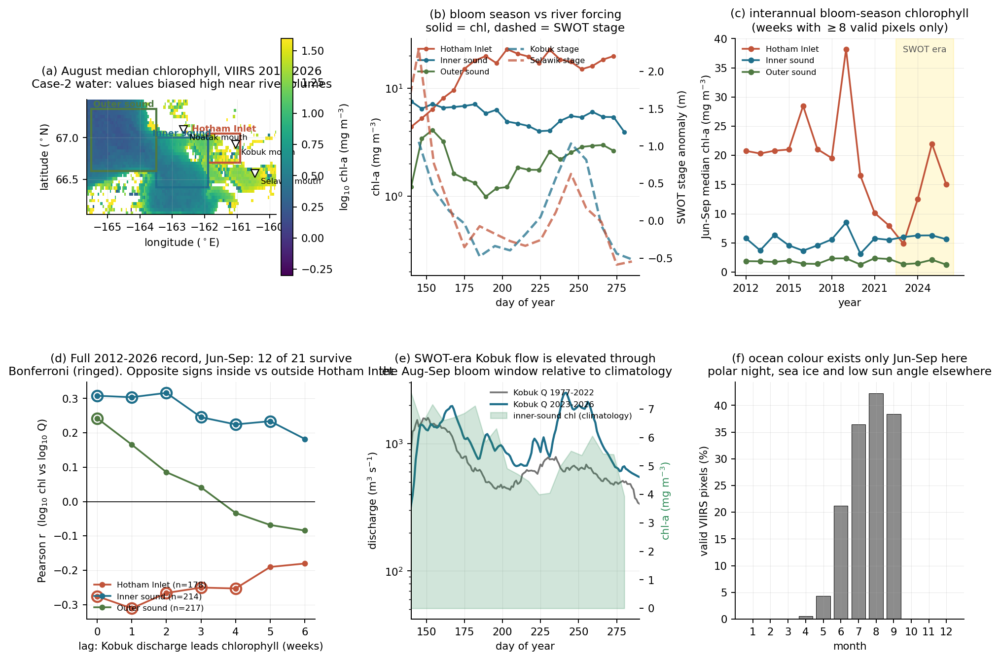 (a) August median chlorophyll, VIIRS 201 2026
Case-2 water: values biased high near river plumes
Outer sound
Inner sound
Hotham Inlet
Noatak mouth
Kobuk mouth
Selawik mouth
67.0
66.5
latitude (°N)
−165
−164
−163
−162
−161
−160
longitude (°E)
1.50
1.25
1.00
0.75
0.50
0.25
0.00
−0.25
log10 chl-a (mg m−3)
(b) bloom season vs river forcing
solid = chl, dashed = SWOT stage
Hotham Inlet
Inner sound
Outer sound
Kobuk stage
Selawik stage
10¹
10⁰
chl-a (mg m−3)
2.0
1.5
1.0
0.5
0.0
−0.5
SWOT stage anomaly (m)
150
175
200
225
250
275
day of year
(c) interannual bloom-season chlorophyll
(weeks with ≥8 valid pixels only)
Hotham Inlet
Inner sound
Outer sound
SWOT era
40
35
30
25
20
15
10
5
0
Jun-Sep median chl-a (mg m−3)
2012
2015
2018
2021
2024
year
(d) Full 2012-2026 record, Jun-Sep: 12 of 21 survive
Bonferroni (ringed). Opposite signs inside vs outside Hotham Inlet
0.3
0.2
0.1
0.0
−0.1
−0.2
−0.3
Pearson r (log10 chl vs log10 Q)
Hotham Inlet (n=178)
Inner sound (n=214)
Outer sound (n=217)
0
1
2
3
4
5
6
lag: Kobuk discharge leads chlorophyll (weeks)
(e) SWOT-era Kobuk flow is elevated through
the Aug-Sep bloom window relative to climatology
Kobuk Q 1977-2022
Kobuk Q 2023-2026
inner-sound chl (climatology)
10³
10²
discharge (m³ s−1)
7
6
5
4
3
2
1
0
chl-a (mg m−3)
150
175
200
225
250
275
day of year
(f) ocean colour exists only Jun-Sep here
polar night, sea ice and low sun angle elsewhere
40
35
30
25
20
15
10
5
0
valid VIIRS pixels (%)
1
2
3
4
5
6
7
8
9
10
11
12
month